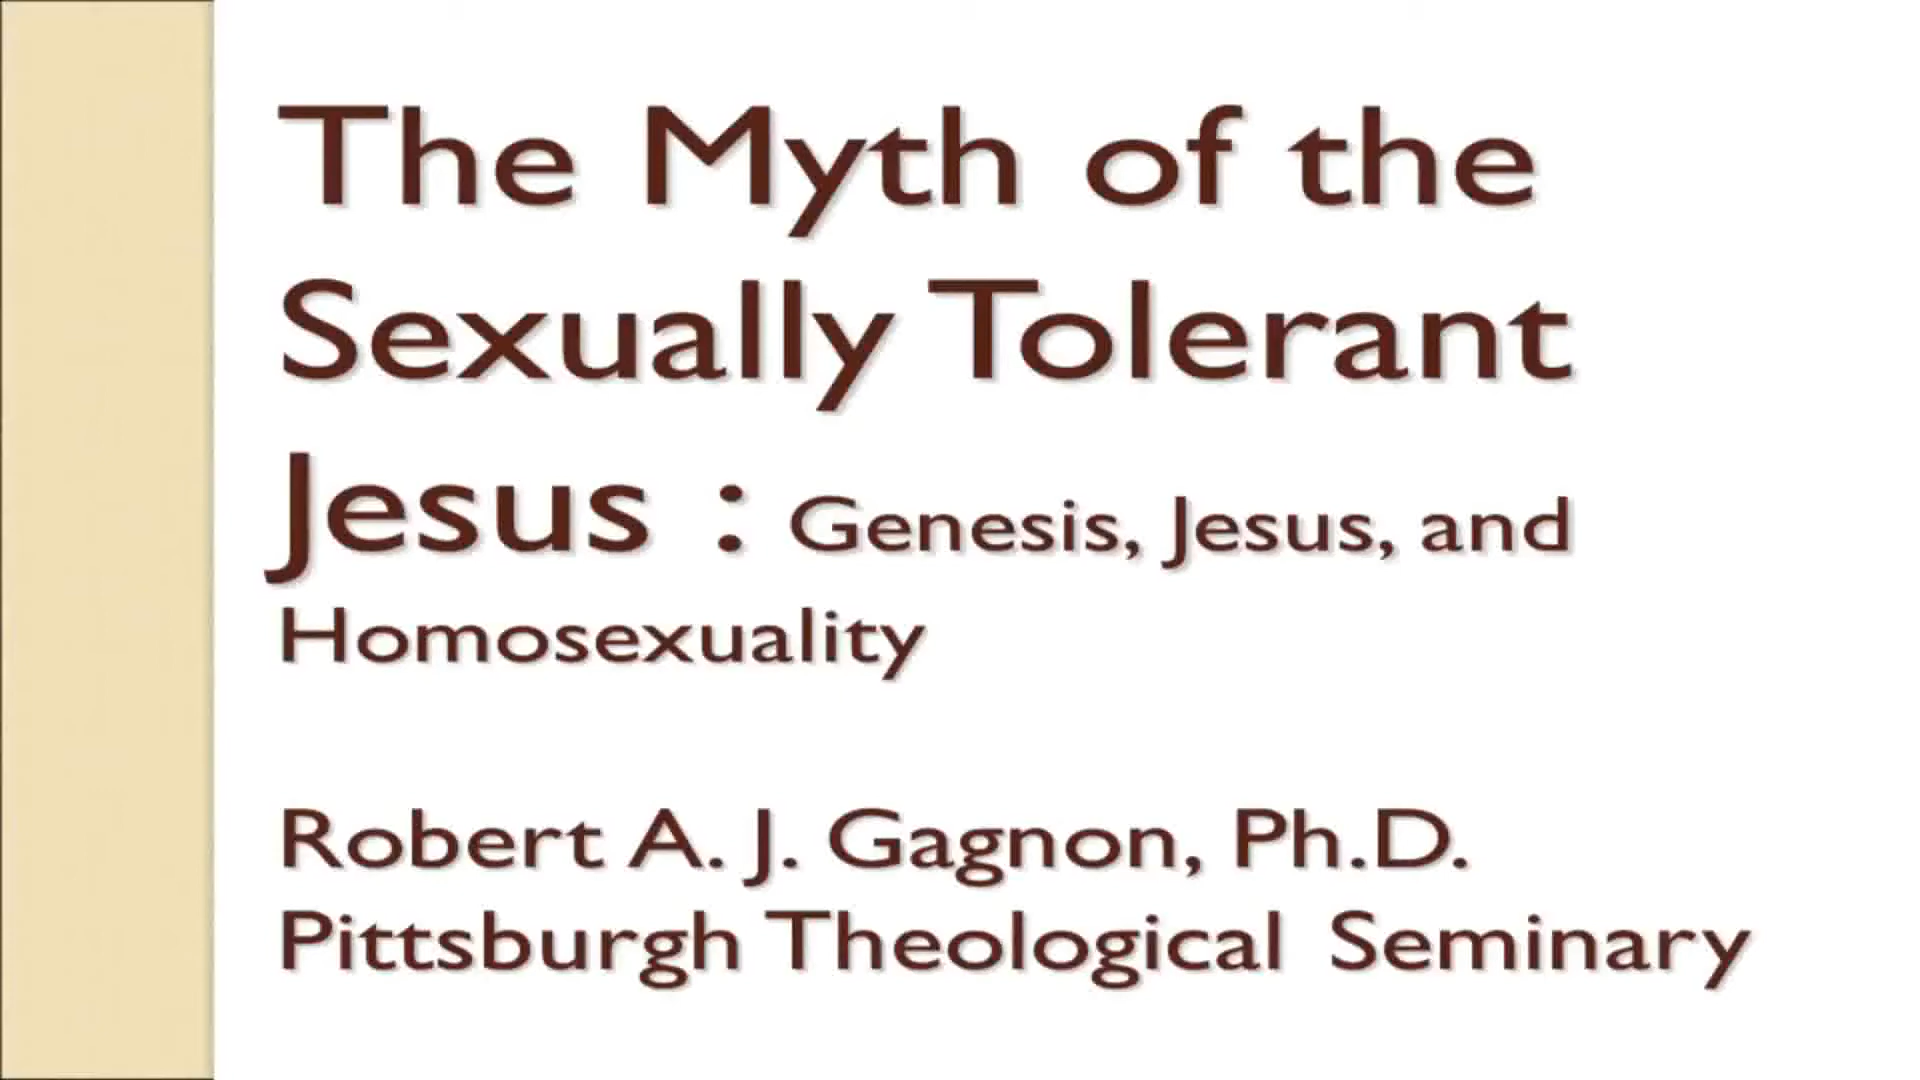 The Myth of the
Sexually Tolerant
Jesus : Genesis, Jesus, and
Homosexuality
Robert A. J. Gagnon, Ph.D.
Pittsburgh Theological Seminary